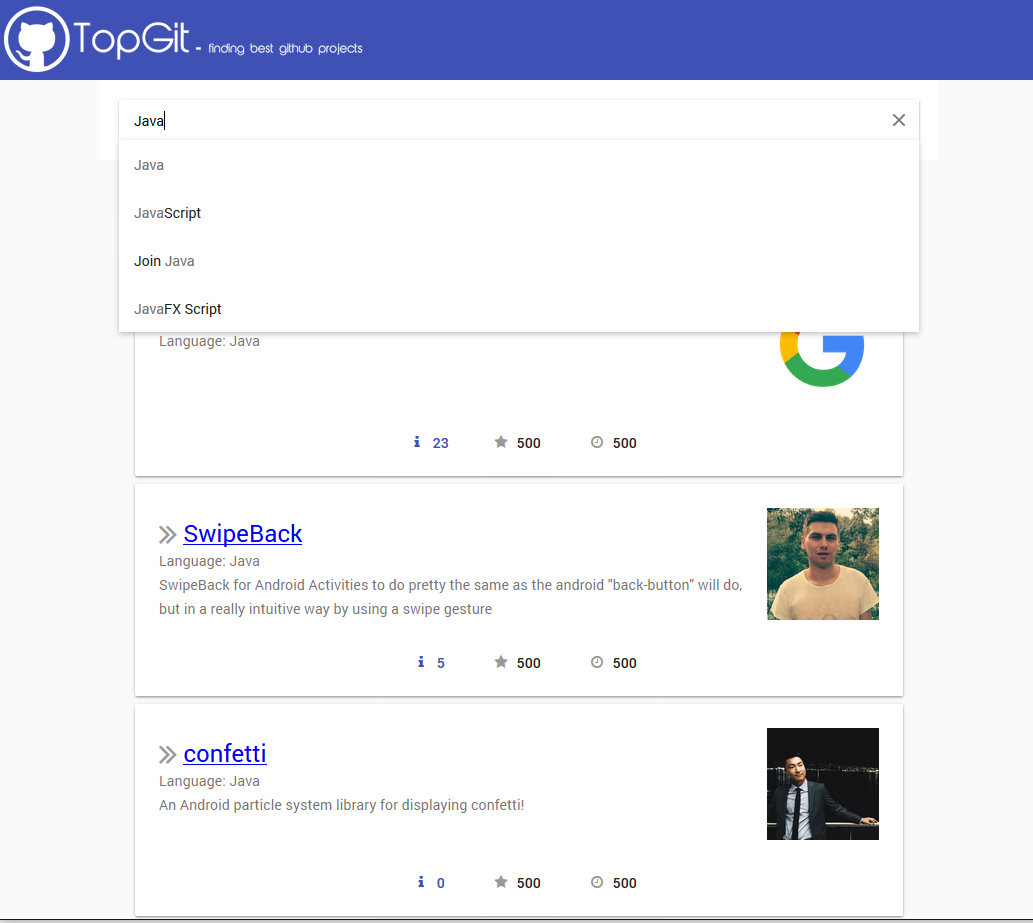 TopGit - finding best github projects
Java
Java
JavaScript
Join Java
JavaFX Script
Language: Java
23 500 500
SwipeBack
Language: Java
SwipeBack for Android Activities to do pretty the same as the android "back-button" will do,
but in a really intuitive way by using a swipe gesture
5 500 500
confetti
Language: Java
An Android particle system library for displaying confetti!
0 500 500